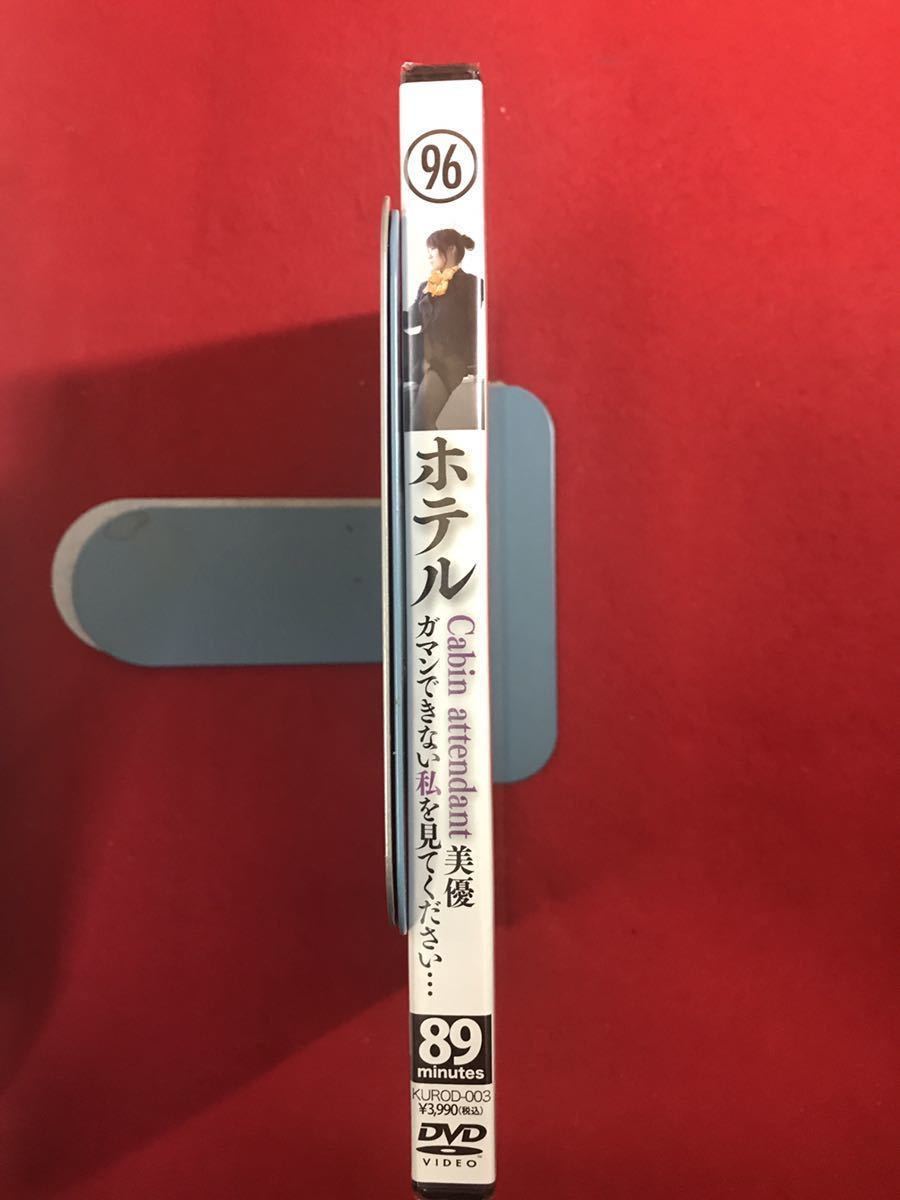 96
ホテル
Cabin attendant 美優
ガマンできない私を見てください…
89
minutes
KUROD-003
¥3,990(税込)
DVD
VIDEO